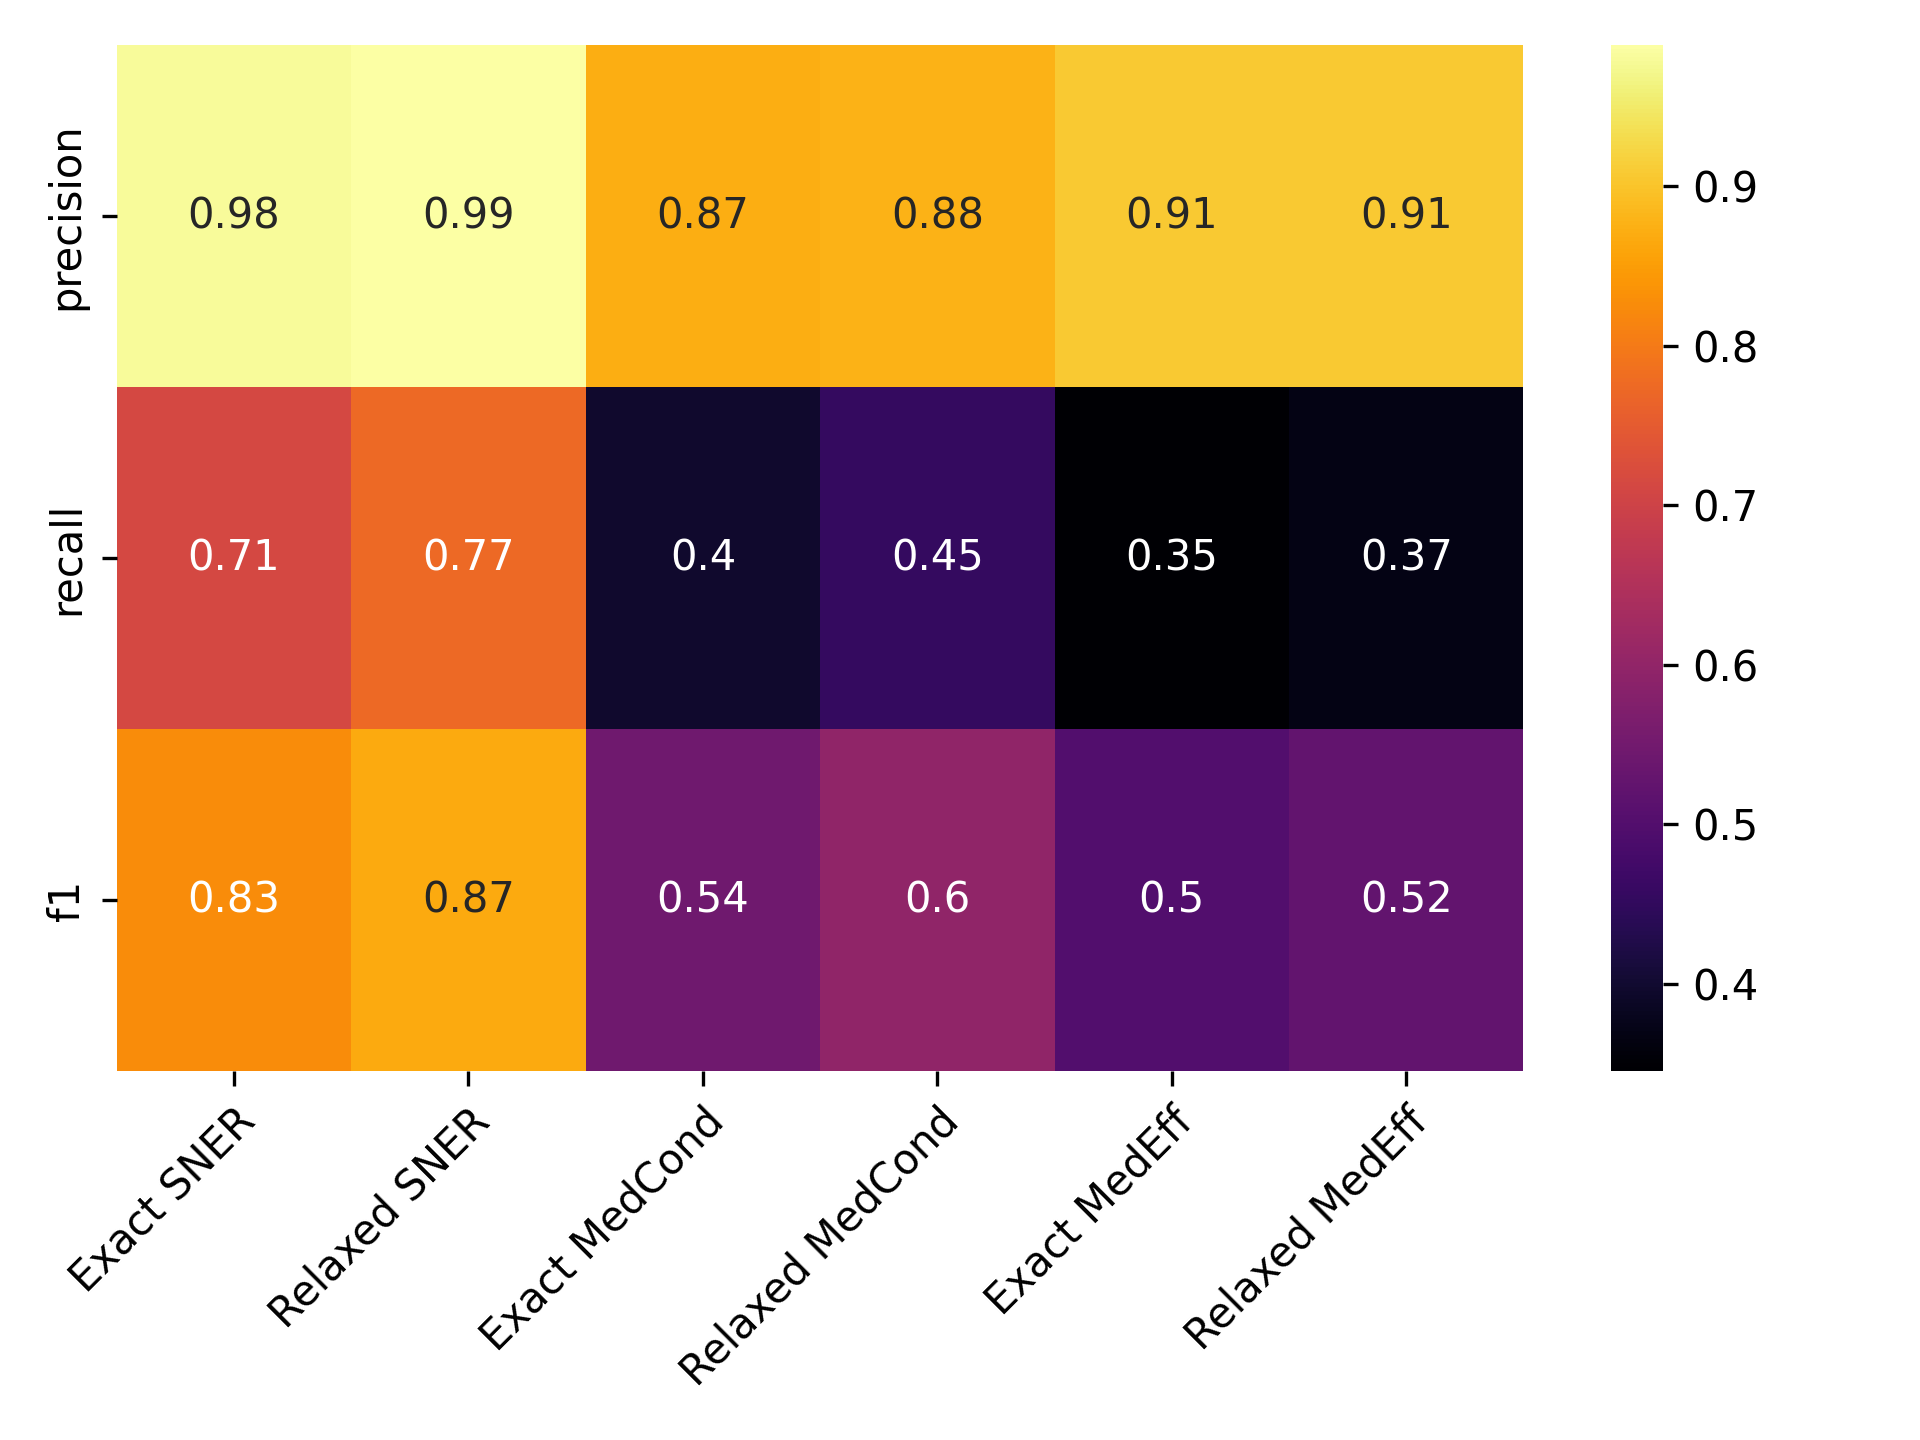 precision 0.98 0.99 0.87 0.88 0.91 0.91
recall 0.71 0.77 0.4 0.45 0.35 0.37
f1 0.83 0.87 0.54 0.6 0.5 0.52
Exact SNER
Relaxed SNER
Exact MedCond
Relaxed MedCond
Exact MedEff
Relaxed MedEff
0.9
0.8
0.7
0.6
0.5
0.4